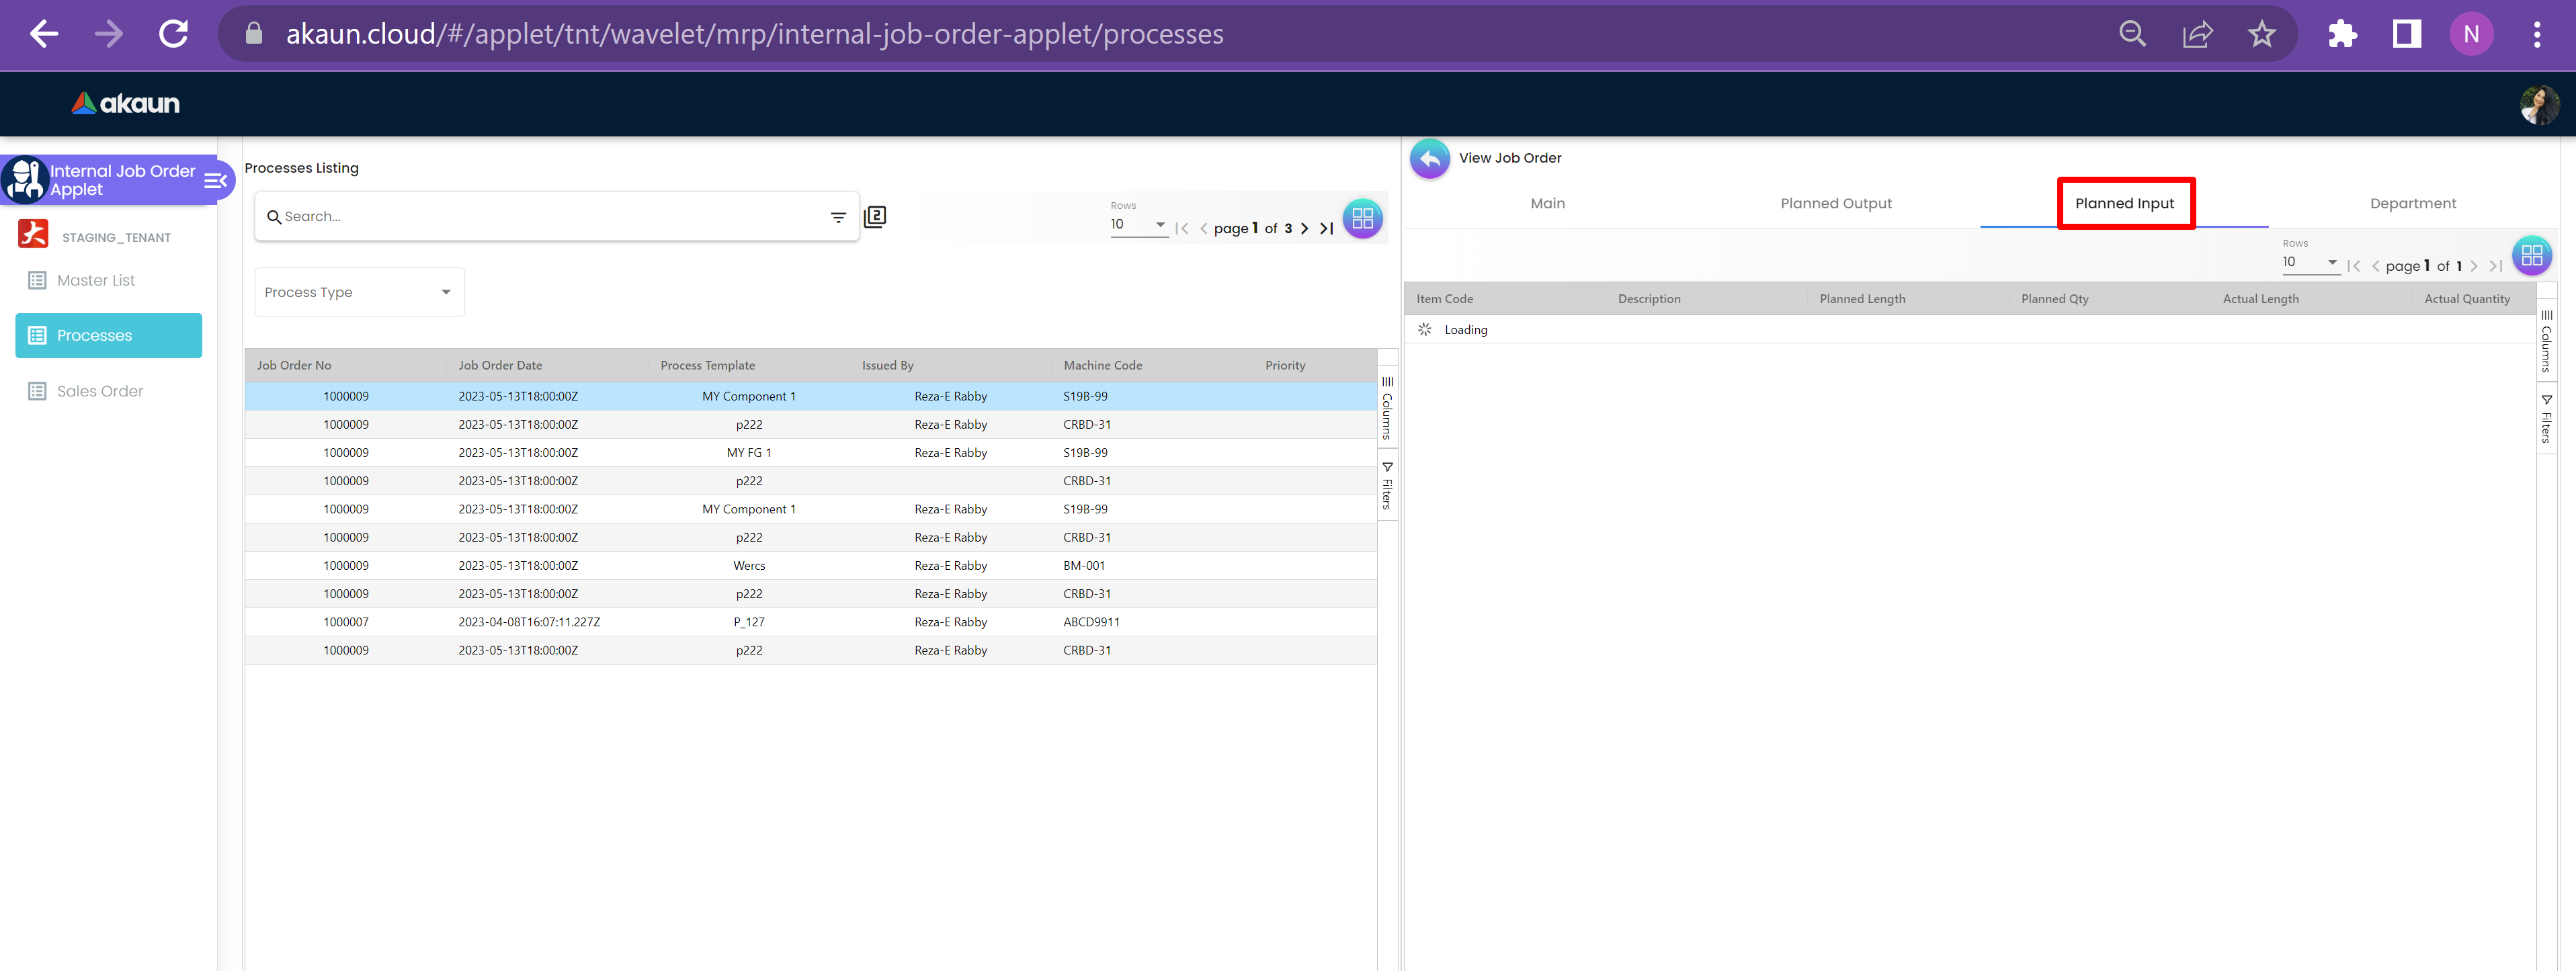 akaun.cloud/#/applet/tnt/wavelet/mrp/internal-job-order-applet/processes
N
akaun
Internal Job Order Applet
STAGING_TENANT
Master List
Processes
Sales Order
Processes Listing
Search...
2
Rows
10
page 1 of 3
Process Type
Job Order No Job Order Date Process Template Issued By Machine Code Priority
1000009 2023-05-13T18:00:00Z MY Component 1 Reza-E Rabby S19B-99
1000009 2023-05-13T18:00:00Z p222 Reza-E Rabby CRBD-31
1000009 2023-05-13T18:00:00Z MY FG 1 Reza-E Rabby S19B-99
1000009 2023-05-13T18:00:00Z p222 Reza-E Rabby CRBD-31
1000009 2023-05-13T18:00:00Z MY Component 1 Reza-E Rabby S19B-99
1000009 2023-05-13T18:00:00Z p222 Reza-E Rabby CRBD-31
1000009 2023-05-13T18:00:00Z Wercs Reza-E Rabby BM-001
1000009 2023-05-13T18:00:00Z p222 Reza-E Rabby CRBD-31
1000007 2023-04-08T16:07:11.227Z P_127 Reza-E Rabby ABCD9911
1000009 2023-05-13T18:00:00Z p222 Reza-E Rabby CRBD-31
Columns
Filters
View Job Order
Main Planned Output Planned Input Department
Rows
10
page 1 of 1
Item Code Description Planned Length Planned Qty Actual Length Actual Quantity
Loading
Columns
Filters